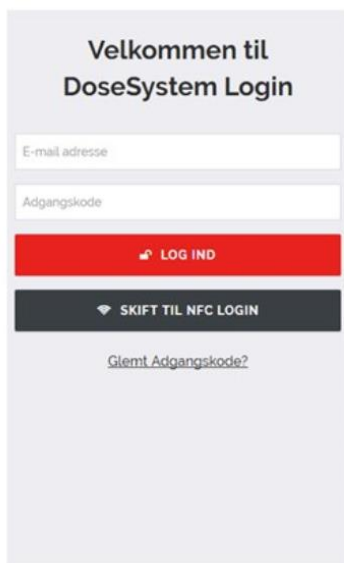 Velkommen til
DoseSystem Login
E-mail adresse
Adgangskode
LOG IND
SKIFT TIL NFC LOGIN
Glemt Adgangskode?